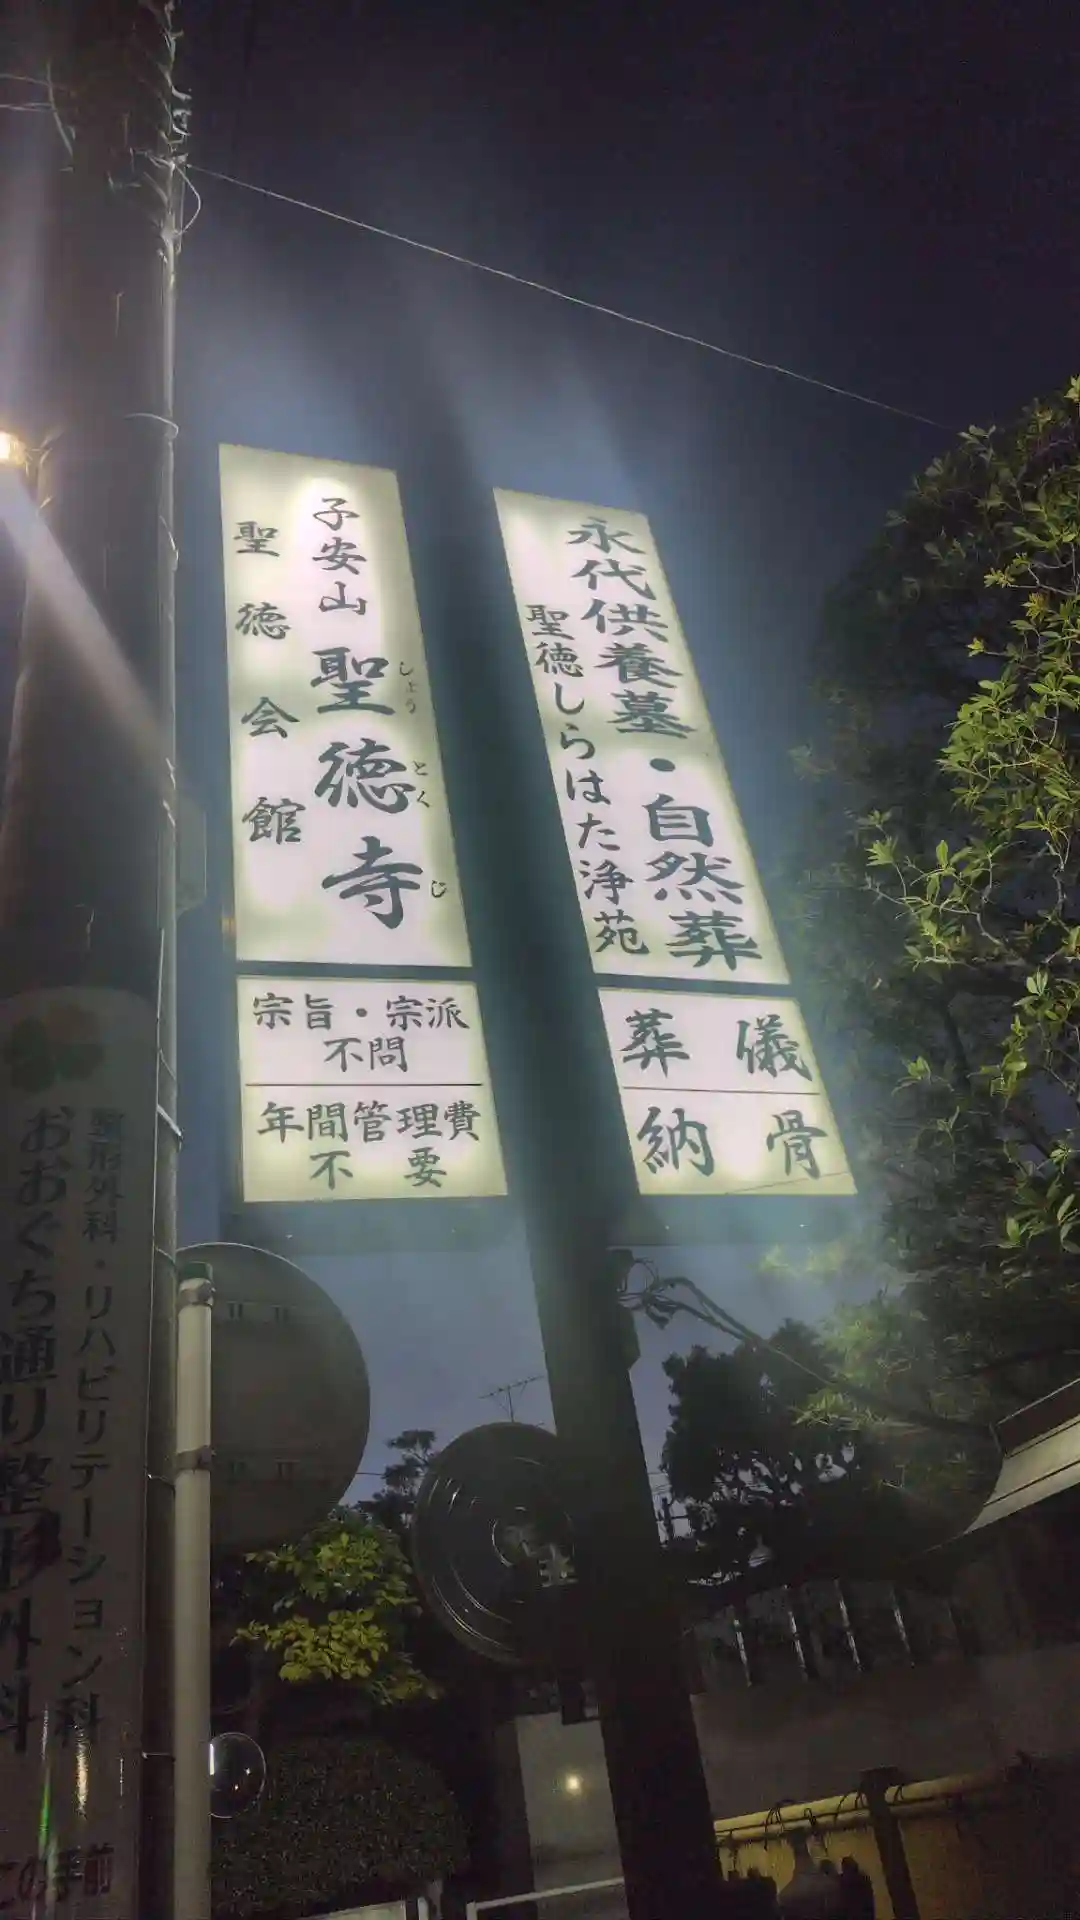 永代供養墓・自然葬
聖徳しらはた浄苑
葬儀
納骨
子安山 聖徳寺
しょうとくじ
聖徳会館
宗旨・宗派
不問
年間管理費
不要
整形外科・リハビリテーション科
おおぐち通り整形外科
この手前